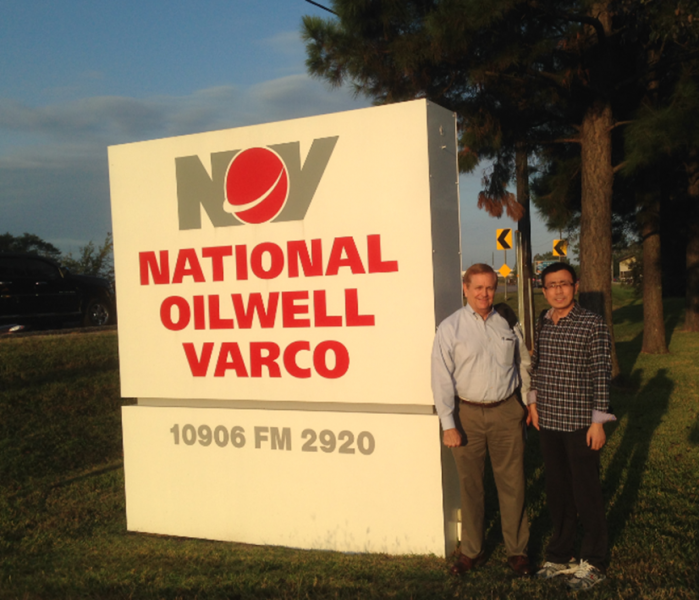 NOV
NATIONAL
OILWELL
VARCO
10906 FM 2920